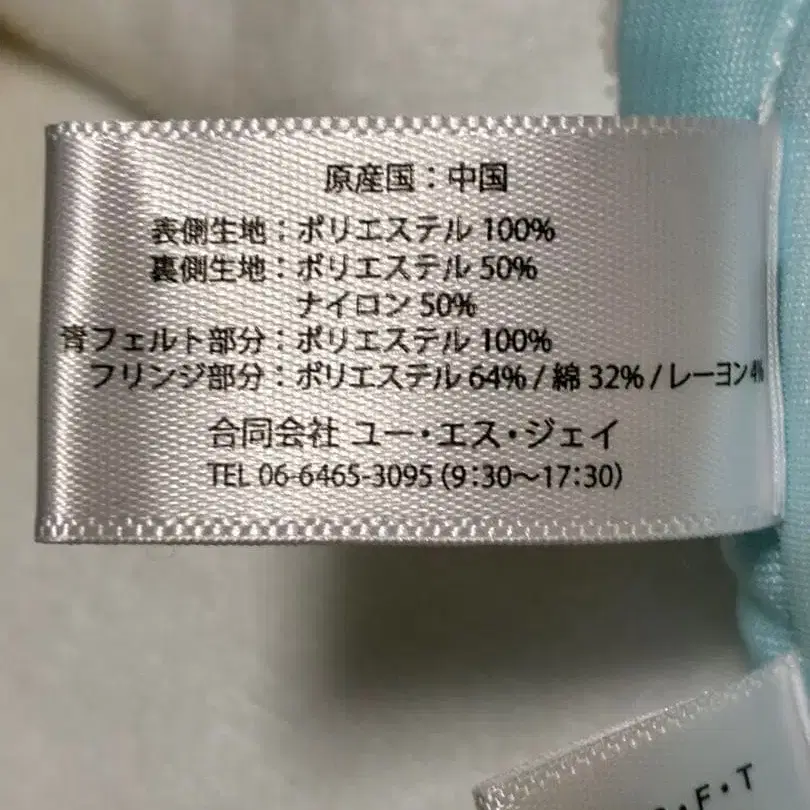 原産国：中国
表側生地：ポリエステル 100%
裏側生地：ポリエステル 50%
ナイロン 50%
青フェルト部分：ポリエステル 100%
フリンジ部分：ポリエステル 64% / 綿 32% / レーヨン 4%
合同会社 ユー・エス・ジェイ
TEL 06-6465-3095 (9:30～17:30)
・F・T